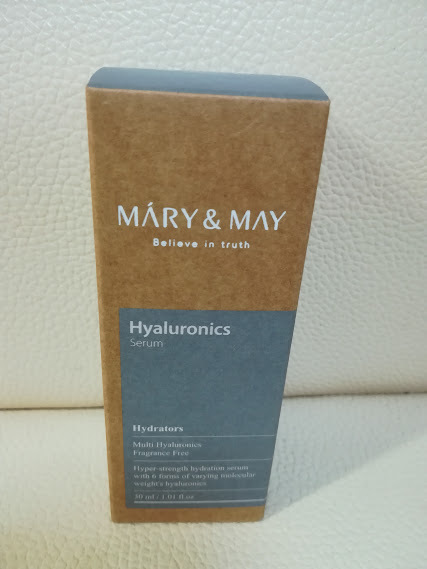 MÁRY & MAY
Believe in truth
Hyaluronics
Serum
Hydrators
Multi Hyaluronics
Fragrance Free
Hyper-strength hydration serum
with 6 forms of varying molecular
weight's hyaluronics
30 ml / 1.01 fl.oz